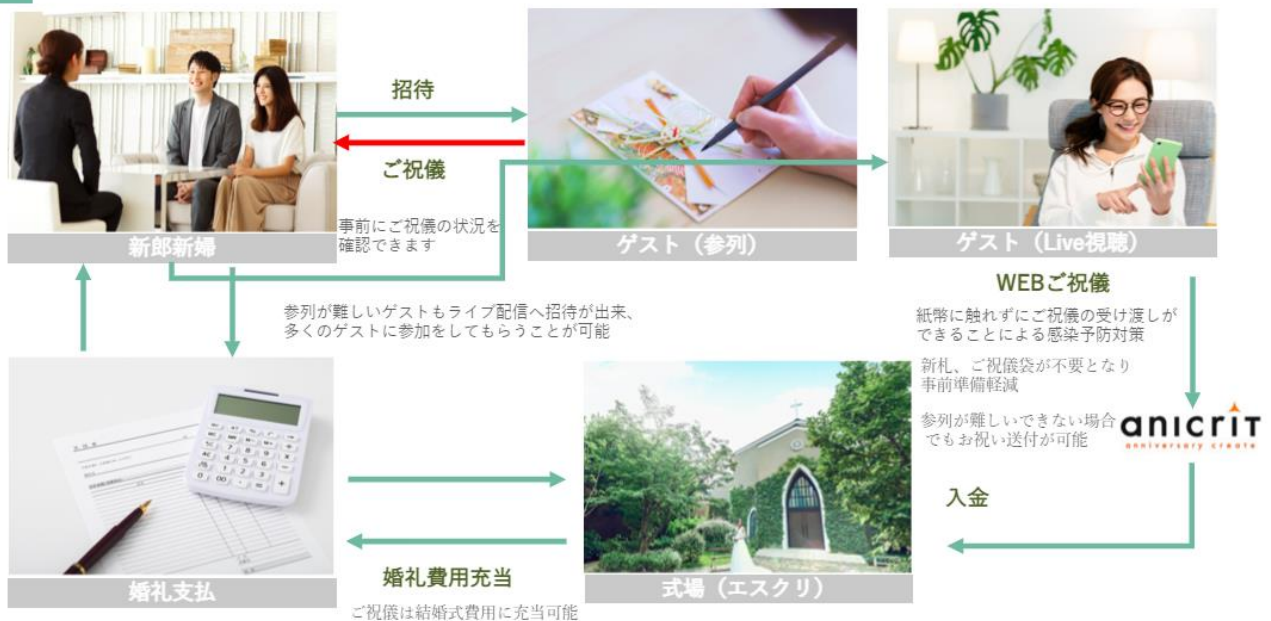 招待
ご祝儀
事前にご祝儀の状況を
確認できます
新郎新婦
ゲスト（参列）
ゲスト（Live視聴）
WEBご祝儀
参列が難しいゲストもライブ配信へ招待が出来、
多くのゲストに参加をしてもらうことが可能
紙幣に触れずにご祝儀の受け渡しが
できることによる感染予防対策
新札、ご祝儀袋が不要となり
事前準備軽減
参列が難しいできない場合
でもお祝い送付が可能
anicrit
anniversary create
入金
婚礼費用充当
ご祝儀は結婚式費用に充当可能
婚礼支払
式場（エスクリ）